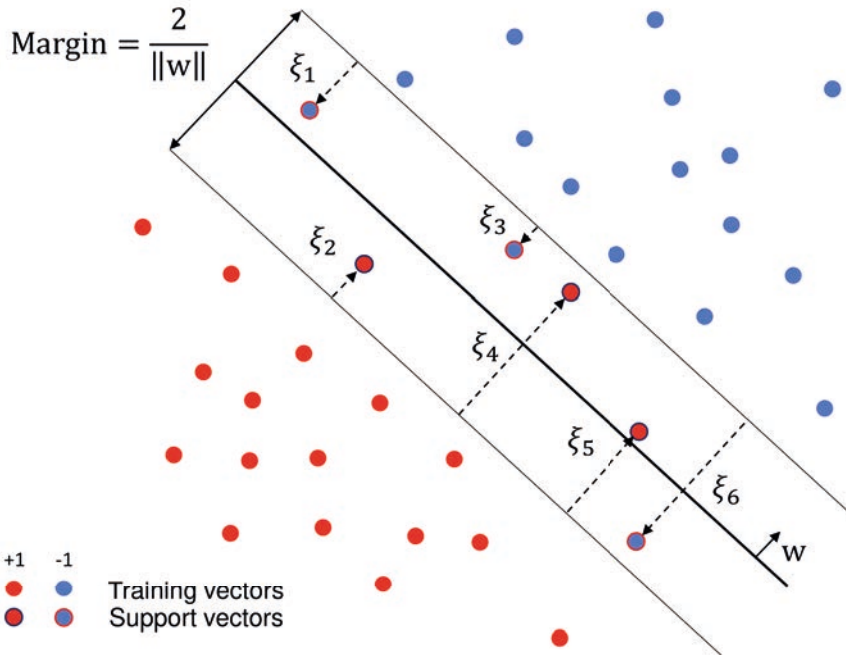 Margin = 2 / ‖w‖
ξ1
ξ2
ξ3
ξ4
ξ5
ξ6
w
+1 -1
Training vectors
Support vectors